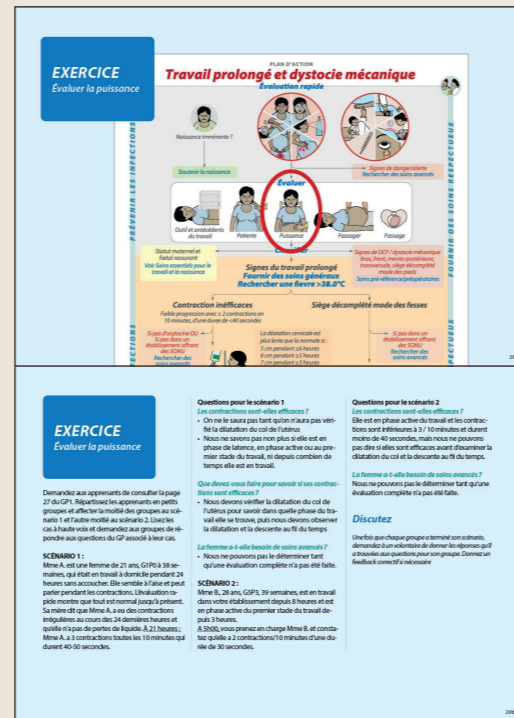 EXERCICE
Évaluer la puissance
PLAN D'ACTION
Travail prolongé et dystocie mécanique
Évaluation rapide
Naissance imminente ?
Soutenir la naissance
Signes de danger/alerte
Rechercher des soins avancés
PRÉVENIR LES INFECTIONS
FOURNIR DES SOINS RESPECTUEUX
Évaluer
Outil et antécédents
du travail
Patiente
Puissance
Passager
Passage
Classifier
Statut maternel et
fœtal rassurant
Voir Soins essentiels pour le
travail et la naissance
Signes du travail prolongé
Fournir des soins généraux
Rechercher une fièvre >38.0°C
Signes de DCP / dystocie mécanique
Bras, front, mento-postérieure,
transversale, siège décomplété
mode des pieds
Soins pré-référence/préopératoires
Contraction inéfficaces
Faible progression avec ≤ 2 contractions en
10 minutes, d'une durée de <40 secondes
Siège décomplété mode des fesses
Si pas d'ocytocine OU
Si pas dans un
établissement offrant
des SONU
Rechercher des
soins avancés
La dilatation cervicale est
plus lente que la normale si:
5 cm pendant ≥6 heures
6 cm pendant ≥5 heures
7 cm pendant ≥3 heures
Si pas dans un
établissement offrant
des SONU
Rechercher des
soins avancés
EXERCICE
Évaluer la puissance
Demandez aux apprenants de consulter la page
27 du GP1. Répartissez les apprenants en petits
groupes et affectez la moitié des groupes au scé-
nario 1 et l'autre moitié au scénario 2. Lisez les
cas à haute voix et demandez aux groupes de ré-
pondre aux questions du GP associé à leur cas.
SCÉNARIO 1 :
Mme A. est une femme de 21 ans, G1P0 à 38 se-
maines, qui était en travail à domicile pendant 24
heures sans accoucher. Elle semble à l'aise et peut
parler pendant les contractions. L'évaluation ra-
pide montre que tout est normal jusqu'à présent.
Sa mère dit que Mme A. a eu des contractions
irrégulières au cours des 24 dernières heures et
qu'elle n'a pas de pertes de liquide. À 21 heures :
Mme A. a 3 contractions toutes les 10 minutes qui
durent 40-50 secondes.
Questions pour le scénario 1
Les contractions sont-elles efficaces ?
• On ne le saura pas tant qu'on n'aura pas véri-
fié la dilatation du col de l'utérus
• Nous ne savons pas non plus si elle est en
phase de latence, en phase active ou au pre-
mier stade du travail, ni depuis combien de
temps elle est en travail.
Que devez-vous faire pour savoir si ses contrac-
tions sont efficaces ?
• Nous devons vérifier la dilatation du col de
l'utérus pour savoir dans quelle phase du tra-
vail elle se trouve, puis nous devons observer
la dilatation et la descente au fil du temps
La femme a-t-elle besoin de soins avancés ?
• Nous ne pouvons pas le déterminer tant
qu'une évaluation complète n'a pas été faite.
SCÉNARIO 2 :
Mme B., 28 ans, G5P3, 39 semaines, est en travail
dans votre établissement depuis 8 heures et est
en phase active du premier stade du travail de-
puis 3 heures.
A 5h00, vous prenez en charge Mme B. et consta-
tez qu'elle a 2 contractions/10 minutes d'une du-
rée de 30 secondes.
Questions pour le scénario 2
Les contractions sont-elles efficaces ?
Elle est en phase active du travail et les contrac-
tions sont inférieures à 3 / 10 minutes et durent
moins de 40 secondes, mais nous ne pouvons
pas dire si elles sont efficaces avant d'examiner la
dilatation du col et la descente au fil du temps.
La femme a-t-elle besoin de soins avancés ?
Nous ne pouvons pas le déterminer tant qu'une
évaluation complète n'a pas été faite.
Discutez
Une fois que chaque groupe a terminé son scénario,
demandez à un volontaire de donner les réponses qu'il
a trouvées aux questions pour son groupe. Donnez un
feedback correctif si nécessaire